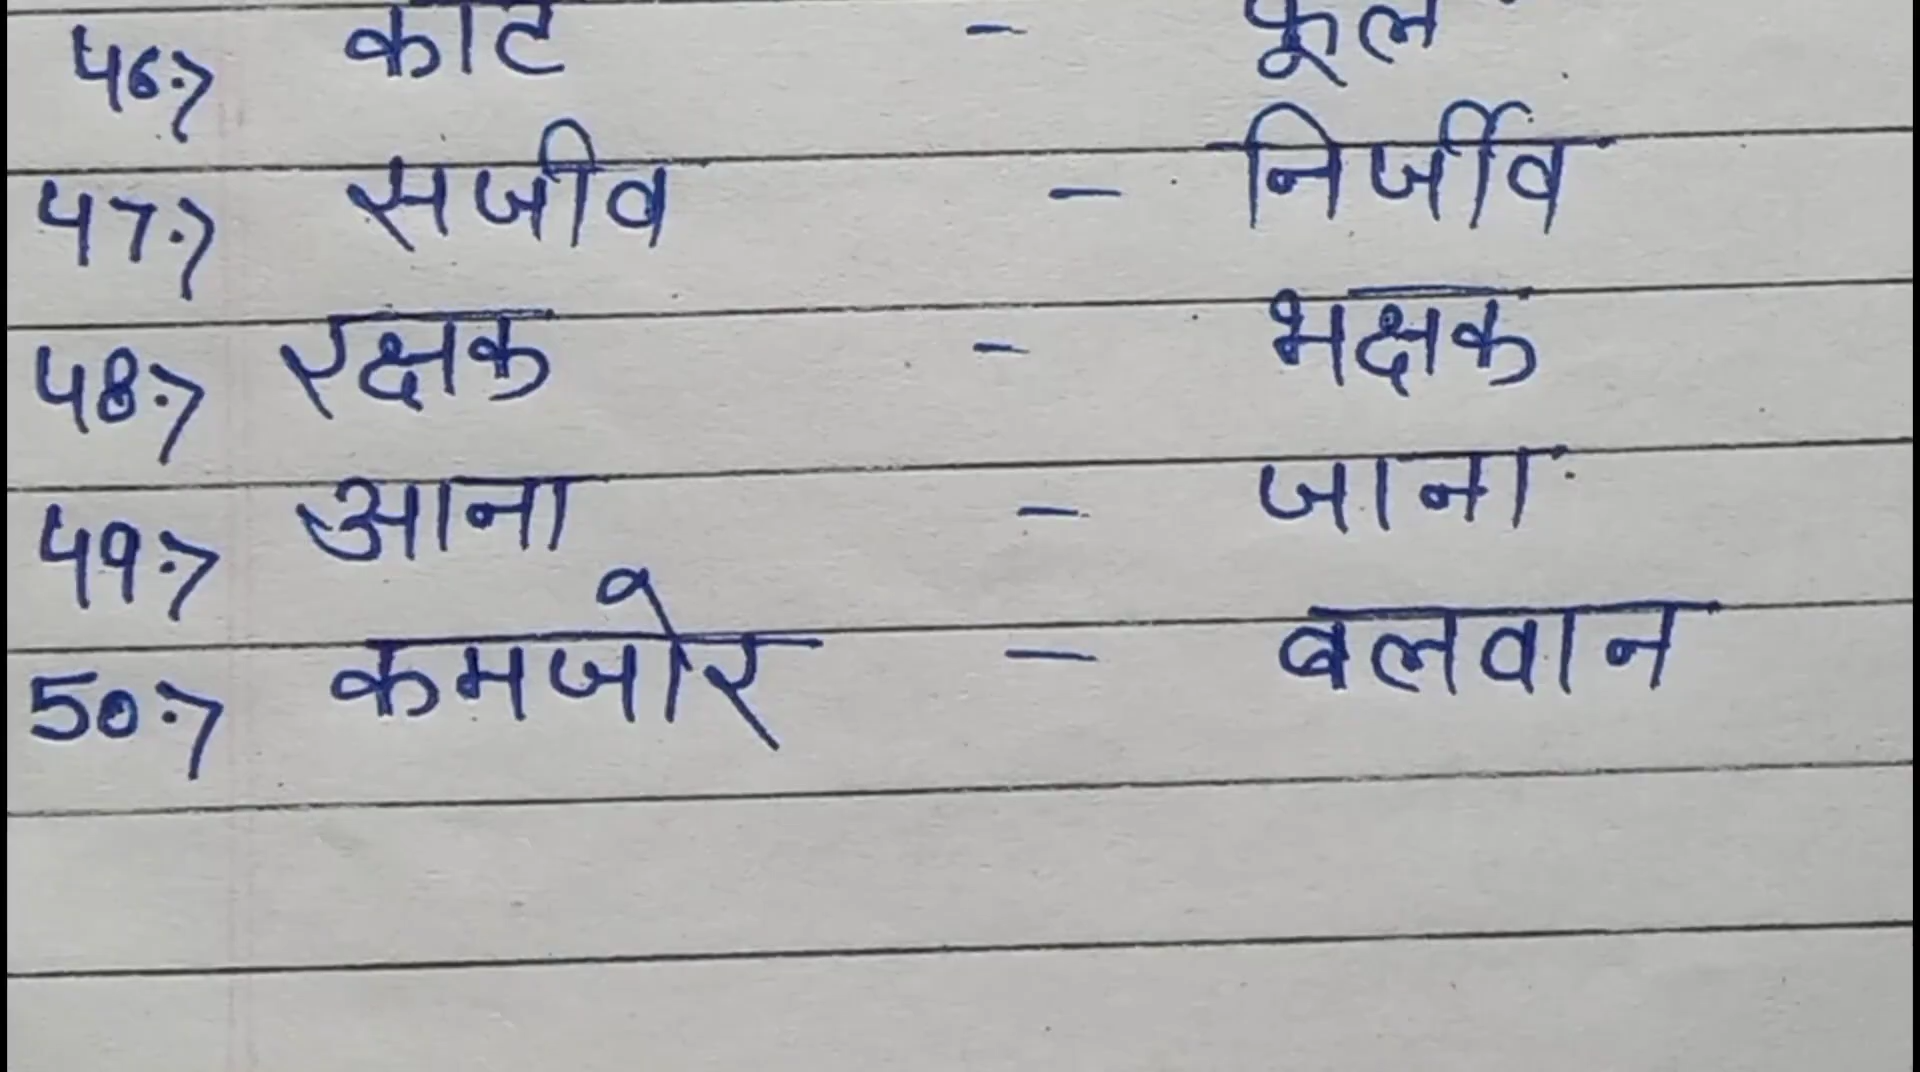 46:> काट - फूल
47:> सजीव - निर्जीव
48:> रक्षक - भक्षक
49:> आना - जाना
50:> कमजोर - बलवान